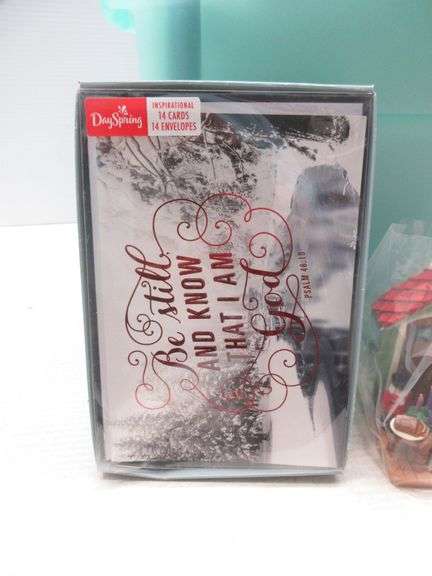 DaySpring
INSPIRATIONAL
14 CARDS
14 ENVELOPES
Be still
AND KNOW
THAT I AM
God
PSALM 46:10